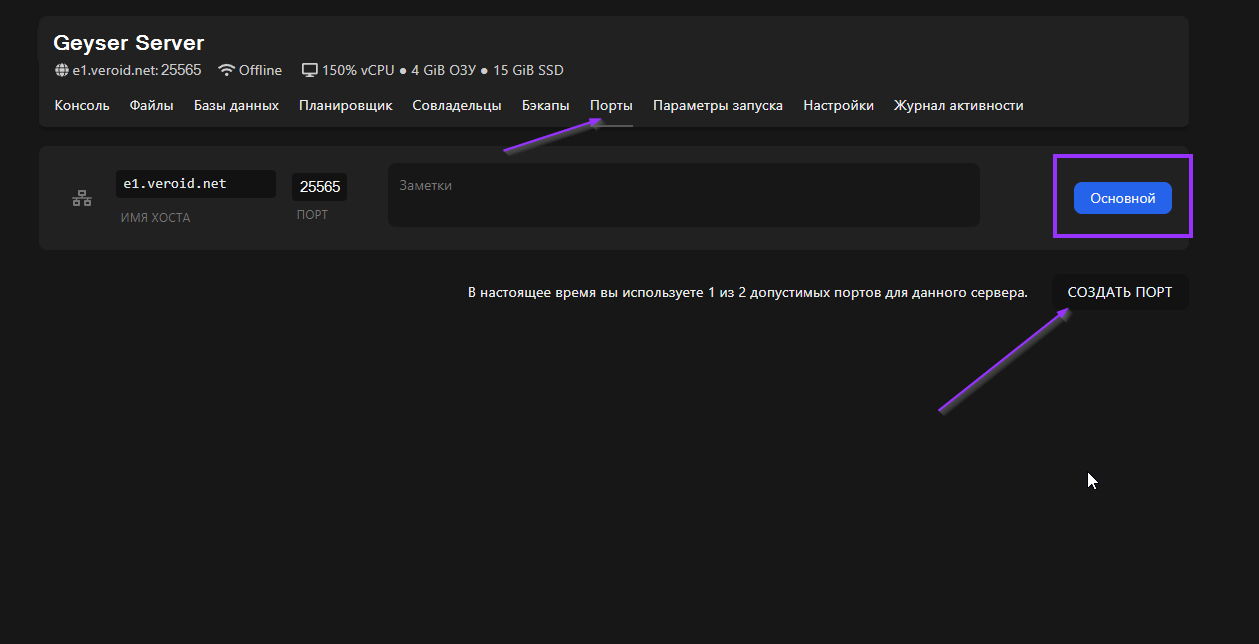 Geyser Server
e1.veroid.net: 25565 Offline 150% vCPU ● 4 GiB ОЗУ ● 15 GiB SSD
Консоль Файлы Базы данных Планировщик Совладельцы Бэкапы Порты Параметры запуска Настройки Журнал активности
e1.veroid.net 25565 Заметки Основной
ИМЯ ХОСТА ПОРТ
В настоящее время вы используете 1 из 2 допустимых портов для данного сервера. СОЗДАТЬ ПОРТ